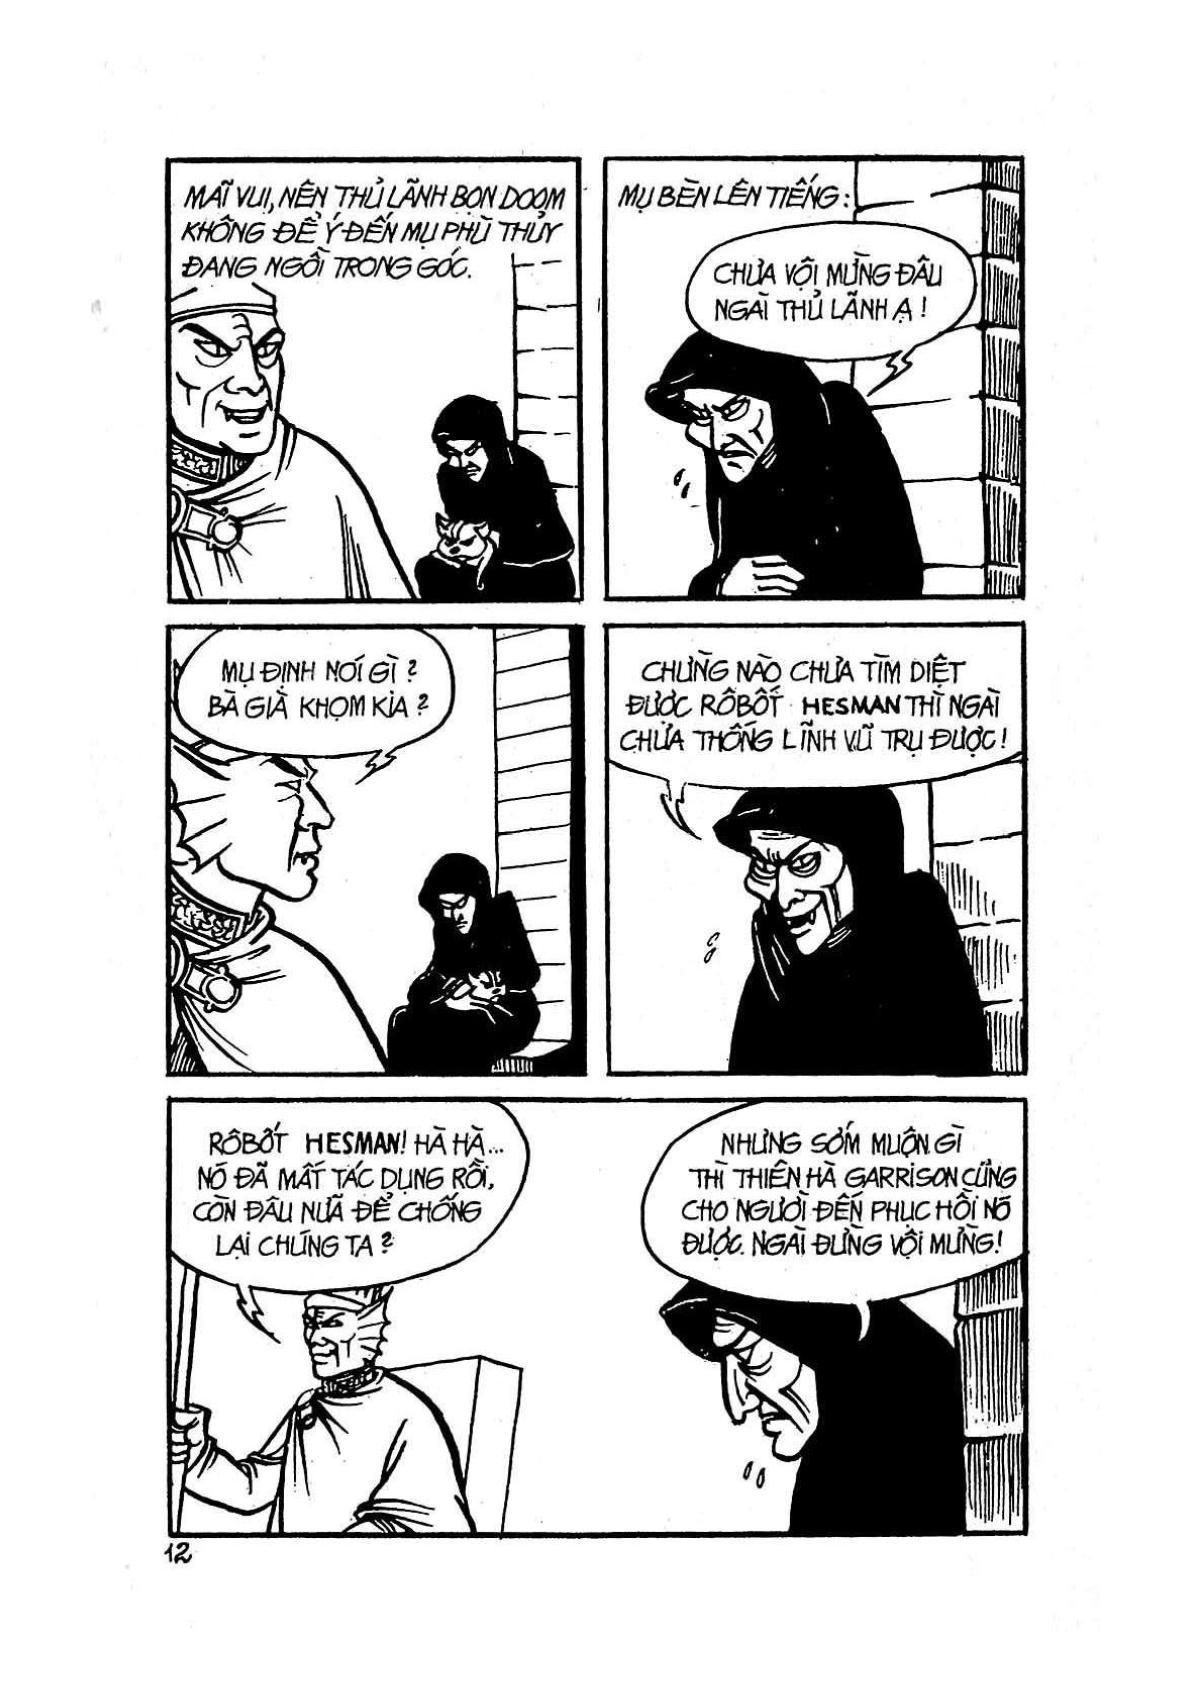 MÃI VUI, NÊN THỦ LÃNH BỌN DOOM
KHÔNG ĐỂ Ý ĐẾN MỤ PHÙ THỦY
ĐANG NGỒI TRONG GÓC.
MỤ BÈN LÊN TIẾNG:
CHƯA VỘI MỪNG ĐÂU
NGÀI THỦ LÃNH Ạ!
MỤ ĐỊNH NÓI GÌ?
BÀ GIÀ KHỌM KIA?
CHỪNG NÀO CHƯA TÌM DIỆT
ĐƯỢC RÔBỐT HESMAN THÌ NGÀI
CHƯA THỐNG LĨNH VŨ TRỤ ĐƯỢC!
RÔBỐT HESMAN! HÀ HÀ...
NÓ ĐÃ MẤT TÁC DỤNG RỒI,
CÒN ĐÂU NỮA ĐỂ CHỐNG
LẠI CHÚNG TA?
NHƯNG SỚM MUỘN GÌ
THÌ THIÊN HÀ GARRISON CŨNG
CHO NGƯỜI ĐẾN PHỤC HỒI NÓ
ĐƯỢC. NGÀI ĐỪNG VỘI MỪNG!
12